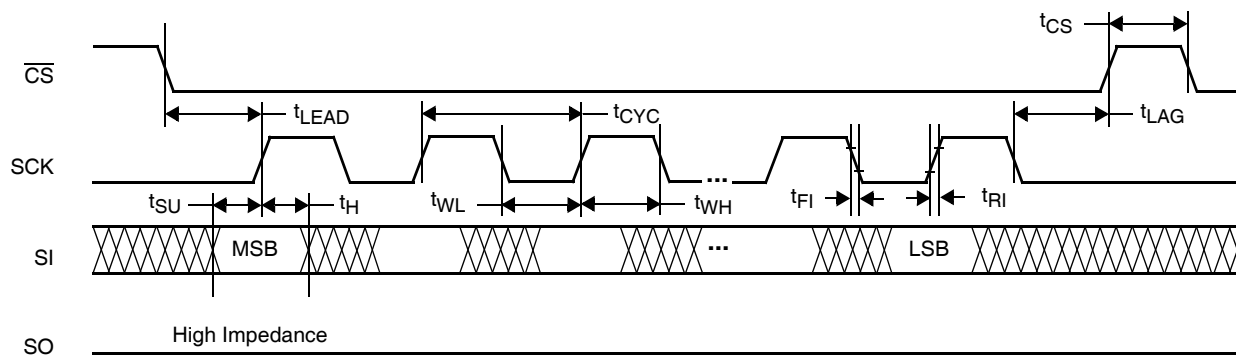 tCS
CS
tLEAD
tCYC
tLAG
SCK
...
tSU
tH
tWL
tWH
tFI
tRI
SI
MSB
...
LSB
High Impedance
SO